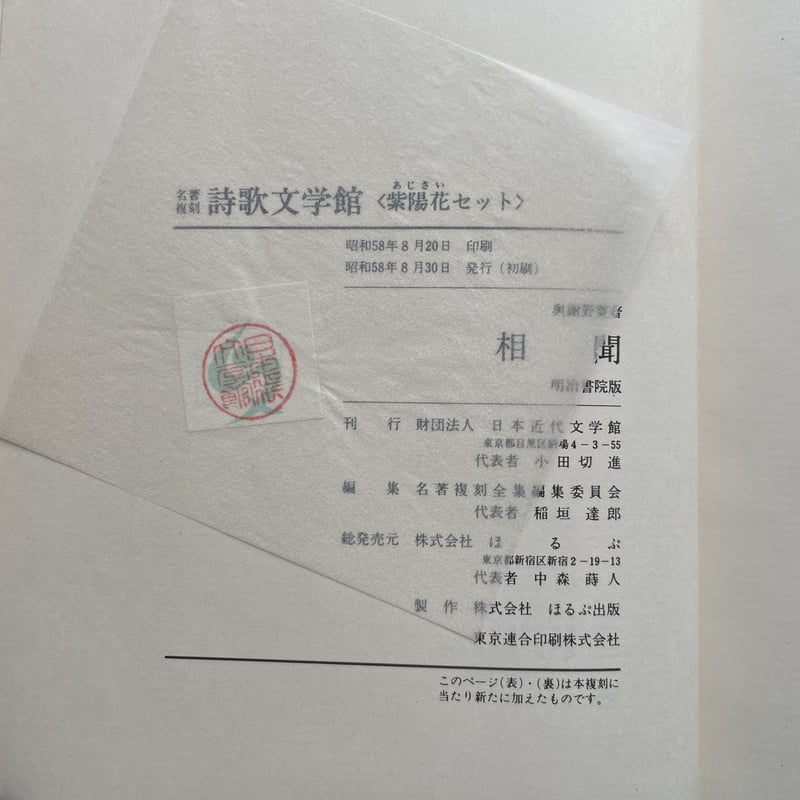 名著複刻 詩歌文学館〈紫陽花セット〉
あじさい
昭和58年8月20日 印刷
昭和58年8月30日 発行（初刷）
與謝野寛著
相聞
明治書院版
刊行 財団法人 日本近代文学館
東京都目黒区駒場4-3-55
代表者 小田切進
編集 名著複刻全集編集委員会
代表者 稲垣達郎
総発売元 株式会社 ほるぷ
東京都新宿区新宿2-19-13
代表者 中森蒔人
製作 株式会社 ほるぷ出版
東京連合印刷株式会社
このページ（表）・（裏）は本複刻に
当たり新たに加えたものです。